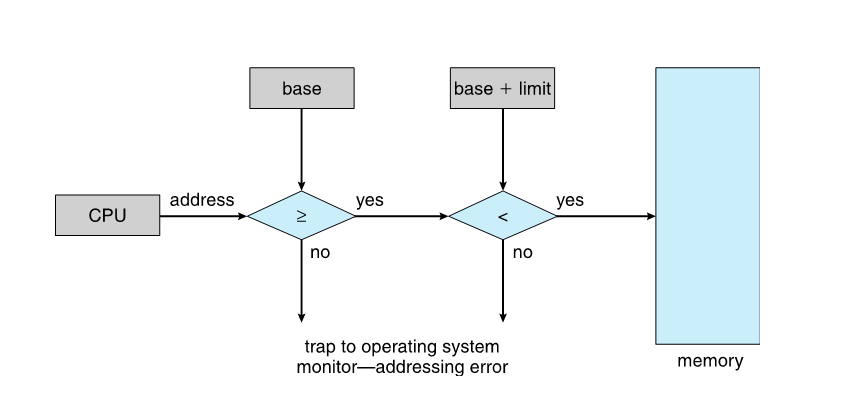 base
base + limit
CPU
address
≥
yes
<
yes
no
no
trap to operating system
monitor—addressing error
memory